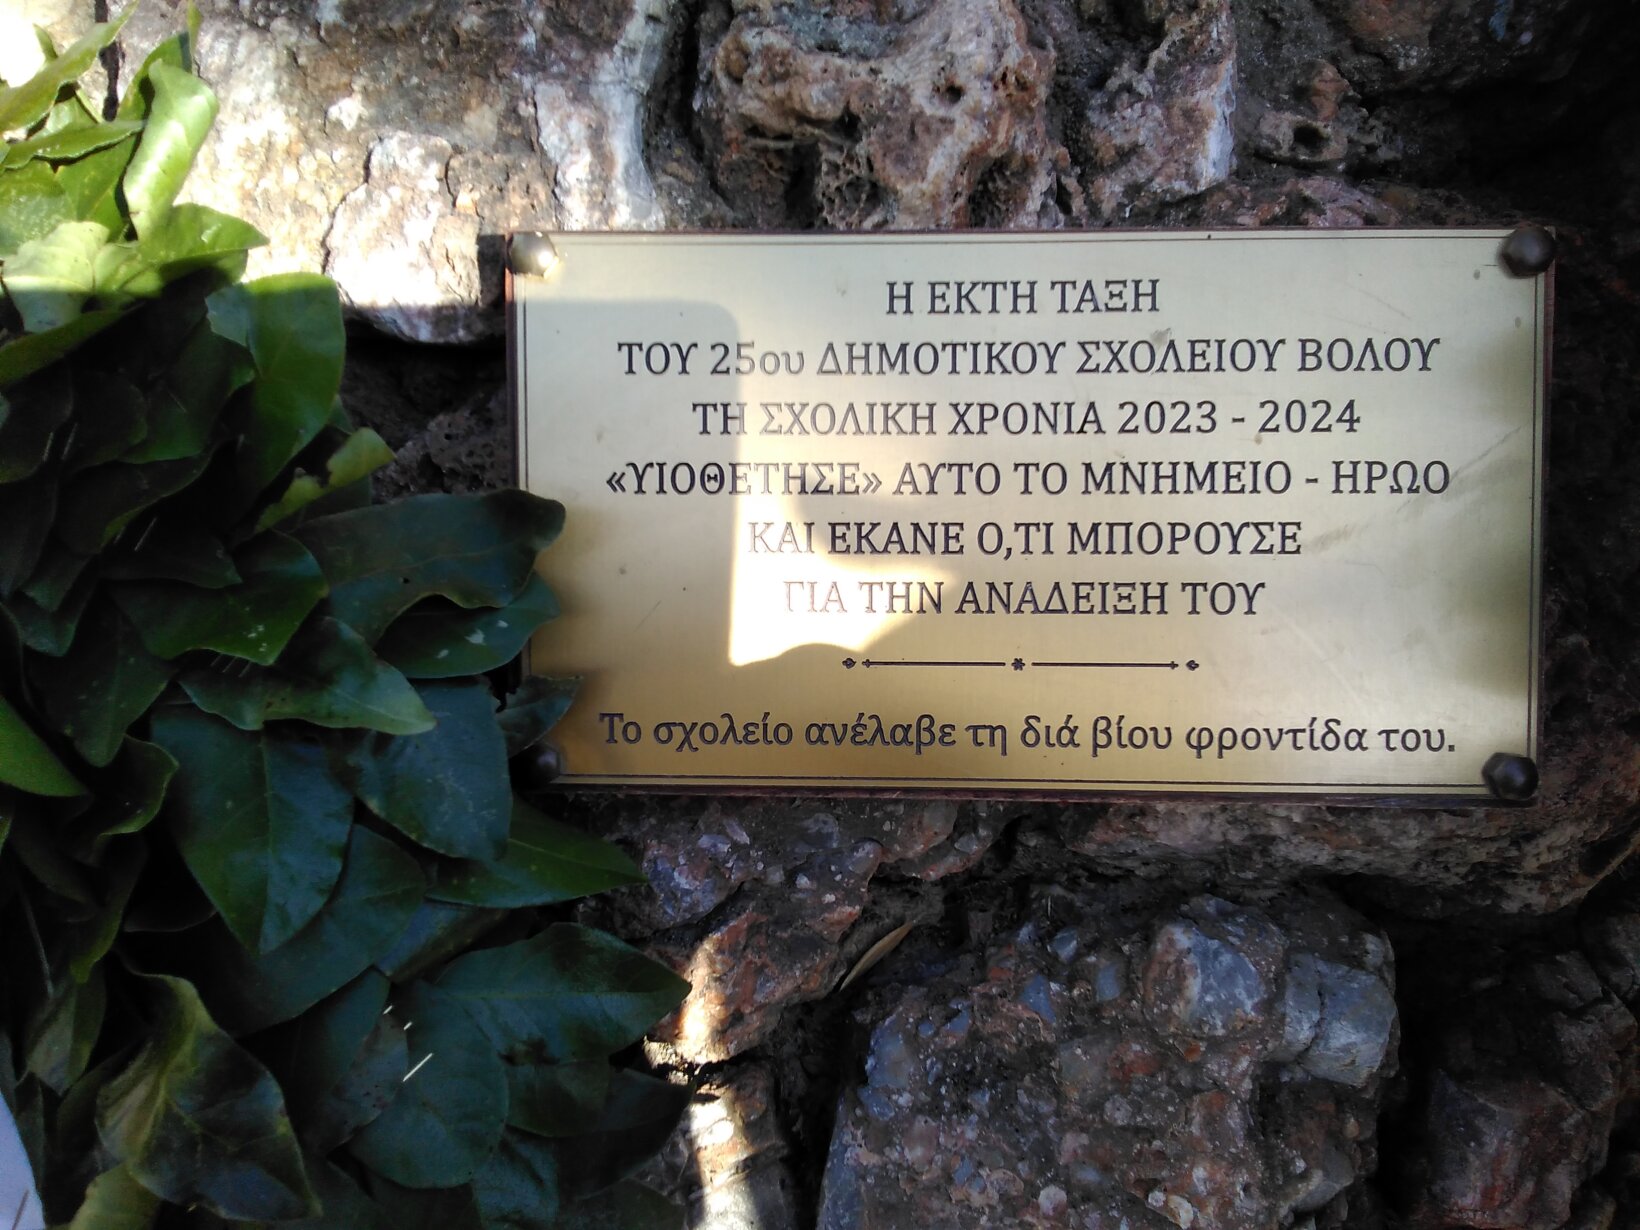 Η ΕΚΤΗ ΤΑΞΗ
ΤΟΥ 25ου ΔΗΜΟΤΙΚΟΥ ΣΧΟΛΕΙΟΥ ΒΟΛΟΥ
ΤΗ ΣΧΟΛΙΚΗ ΧΡΟΝΙΑ 2023 - 2024
«ΥΙΟΘΕΤΗΣΕ» ΑΥΤΟ ΤΟ ΜΝΗΜΕΙΟ - ΗΡΩΟ
ΚΑΙ ΕΚΑΝΕ Ο,ΤΙ ΜΠΟΡΟΥΣΕ
ΓΙΑ ΤΗΝ ΑΝΑΔΕΙΞΗ ΤΟΥ
Το σχολείο ανέλαβε τη διά βίου φροντίδα του.